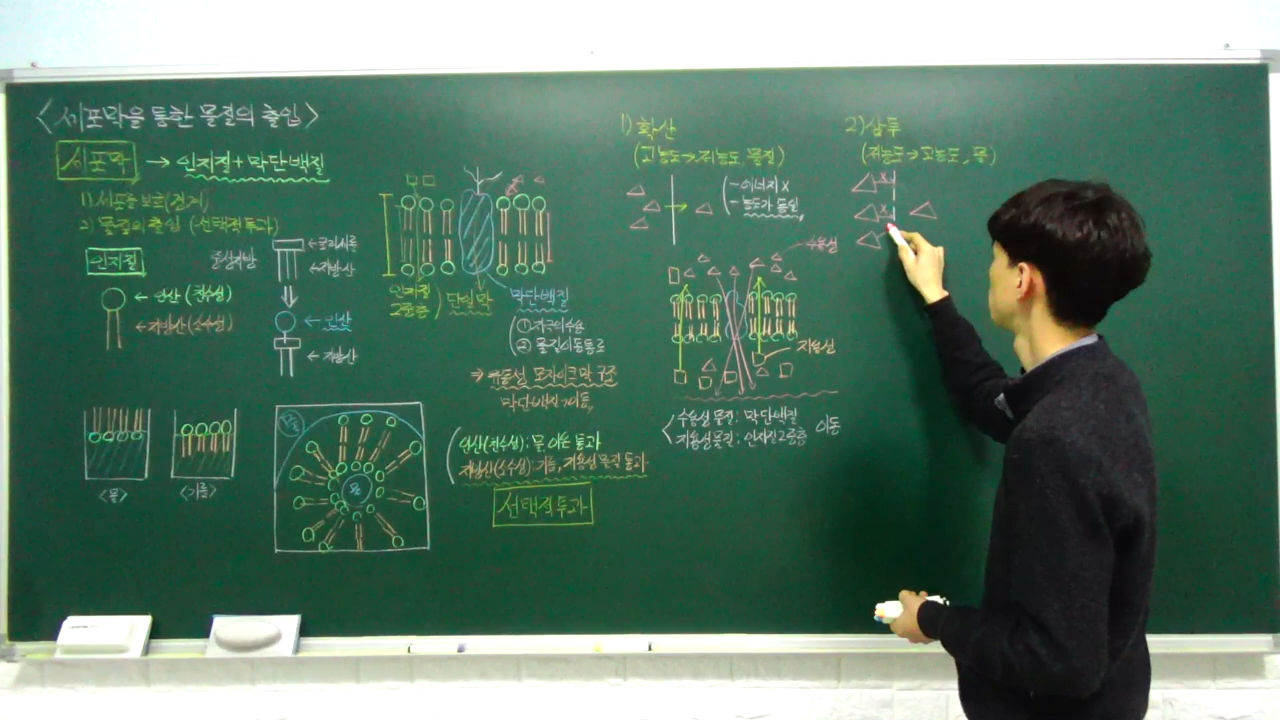 <세포막을 통한 물질의 출입>
세포막 → 인지질 + 막단백질
1) 세포를 보호(경계)
2) 물질의 출입 (선택적투과)
인지질
중성지방
← 글리세롤
← 지방산
← 인산 (친수성)
← 지방산(소수성)
← 인산
← 지방산
<물>
<기름>
물
인지질
2중층) 단일막
막단백질
① 자극의 수용
② 물질이동통로
⇒ 유동성 모자이크막 구조
막단백질 이동
인산(친수성): 물, 이온 통과
지방산(소수성): 기름, 지용성 물질 통과
선택적투과
1) 확산
(고농도→저농도, 물질)
- 에너지 X
- 농도가 동일
수용성
지용성
수용성 물질: 막단백질
지용성물질: 인지질2중층
이동
2) 삼투
(저농도→고농도, 물)